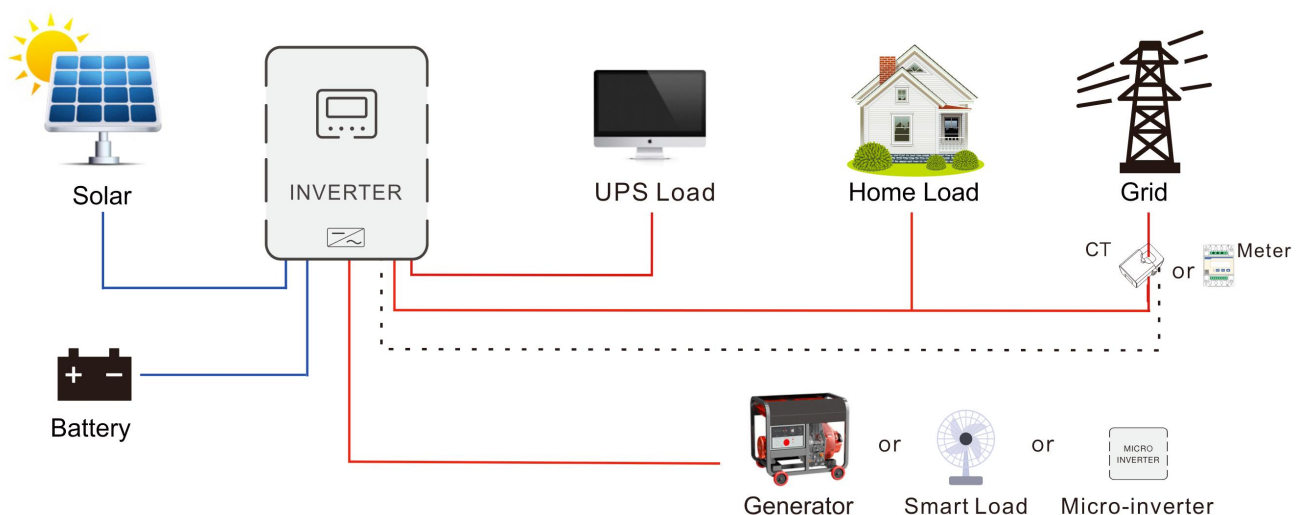 INVERTER
Solar
UPS Load
Home Load
Grid
CT
or
Meter
+ −
Battery
or
or
MICRO
INVERTER
Generator
Smart Load
Micro-inverter